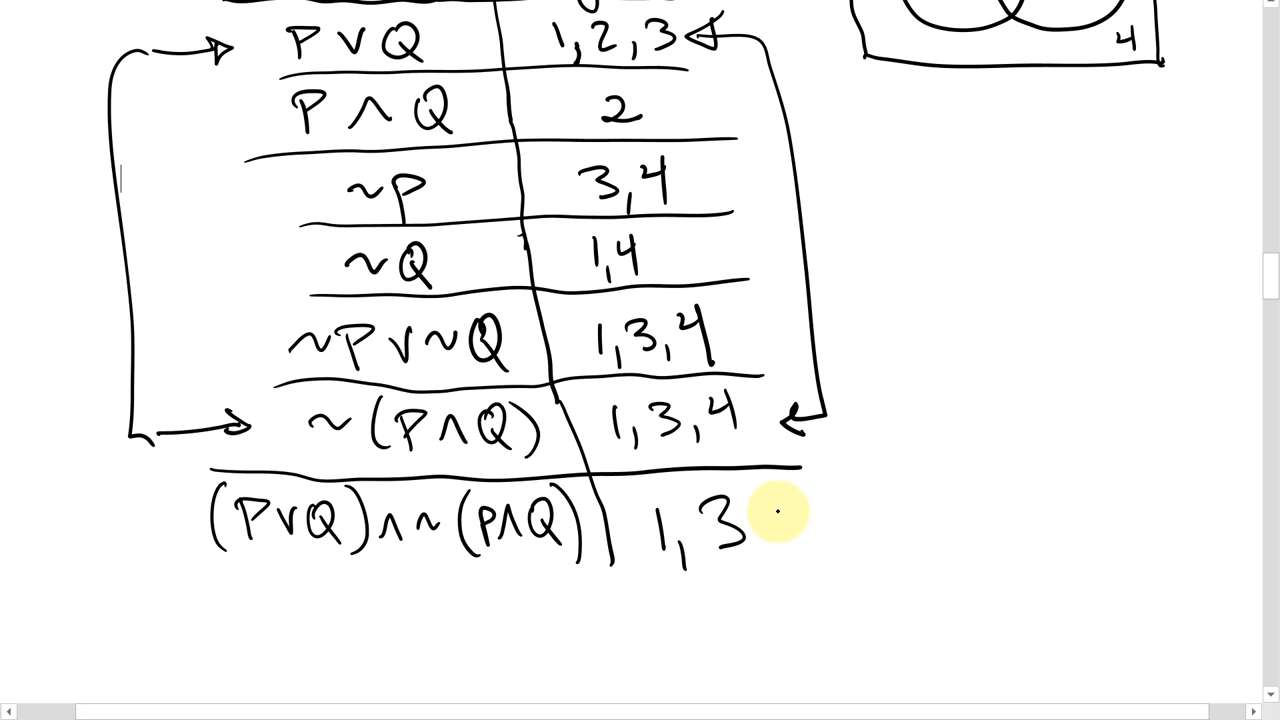 P ∨ Q 1,2,3
4
P ∧ Q 2
~P 3,4
~Q 1,4
~P ∨ ~Q 1,3,4
~(P ∧ Q) 1,3,4
(P∨Q) ∧ ~(P∧Q) 1,3